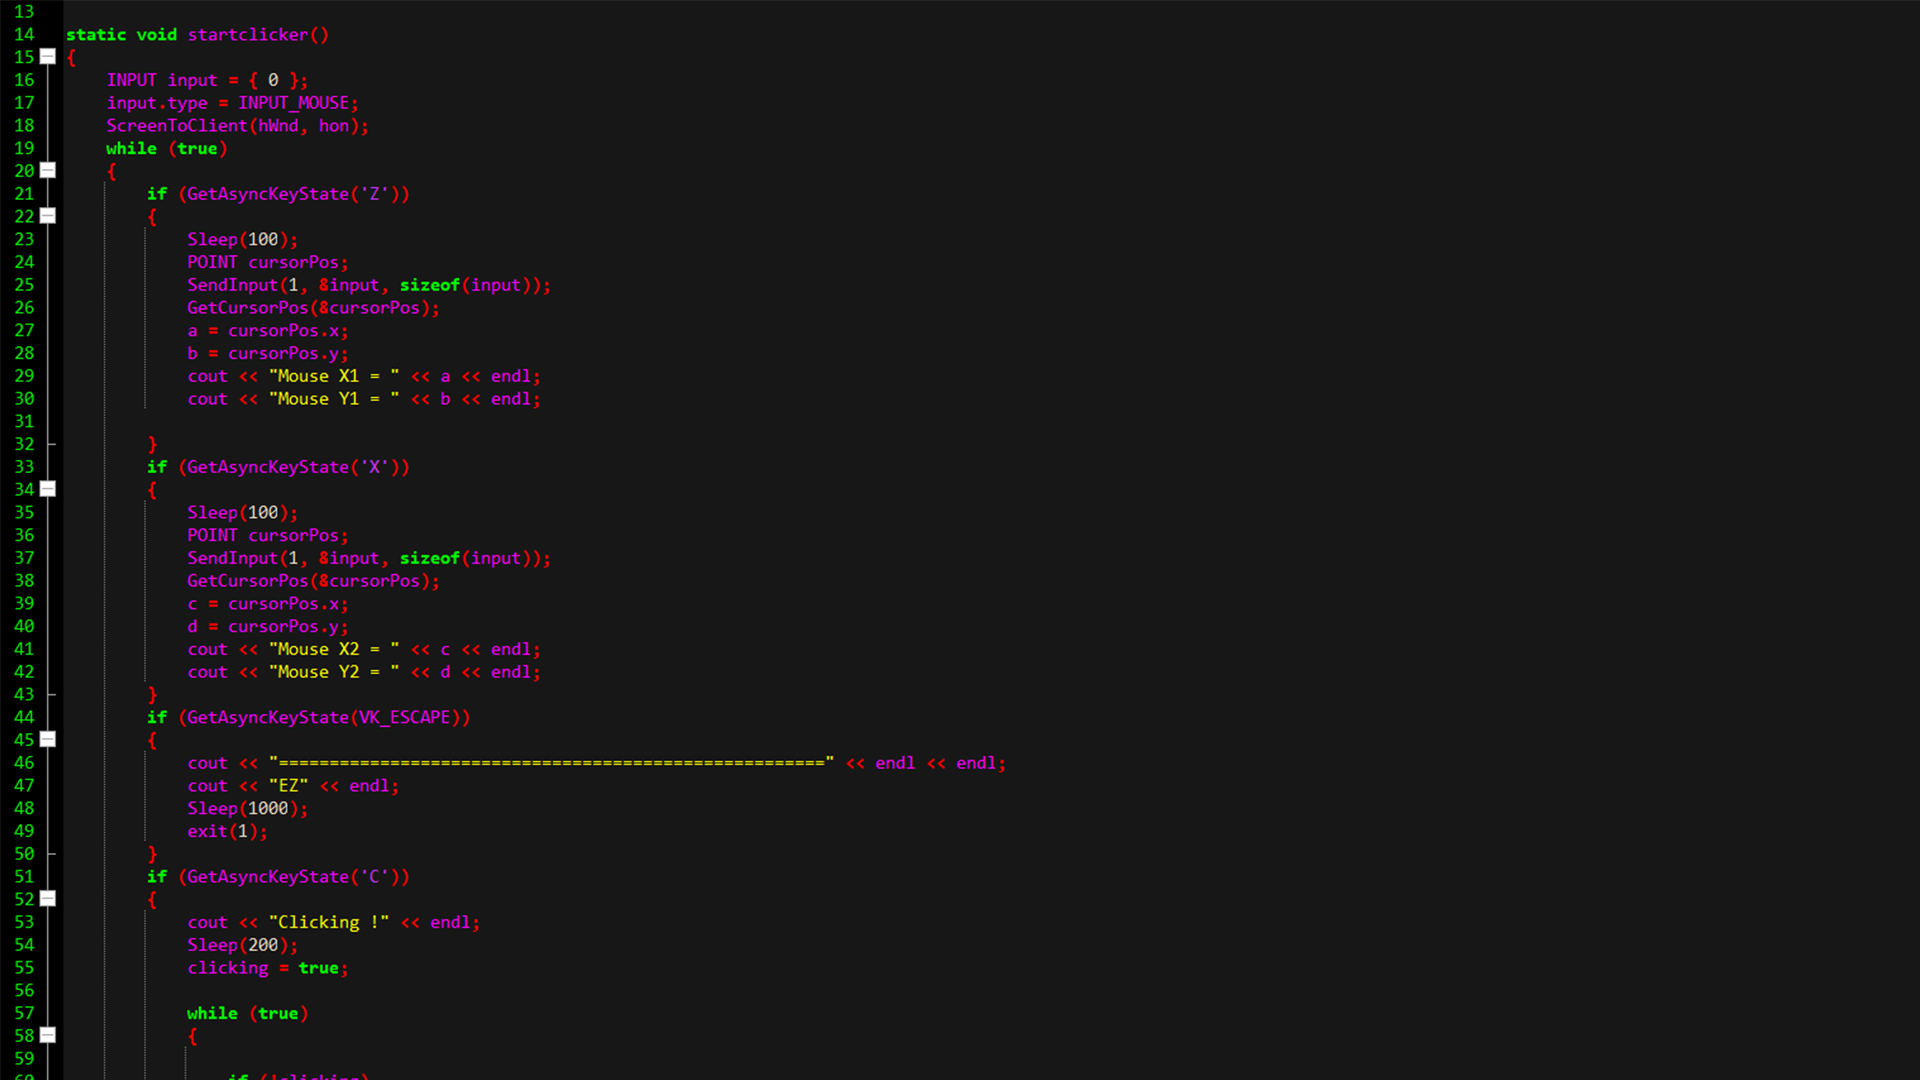 13
14 static void startclicker()
15 {
16 INPUT input = { 0 };
17 input.type = INPUT_MOUSE;
18 ScreenToClient(hWnd, hon);
19 while (true)
20 {
21 if (GetAsyncKeyState('Z'))
22 {
23 Sleep(100);
24 POINT cursorPos;
25 SendInput(1, &input, sizeof(input));
26 GetCursorPos(&cursorPos);
27 a = cursorPos.x;
28 b = cursorPos.y;
29 cout << "Mouse X1 = " << a << endl;
30 cout << "Mouse Y1 = " << b << endl;
31
32 }
33 if (GetAsyncKeyState('X'))
34 {
35 Sleep(100);
36 POINT cursorPos;
37 SendInput(1, &input, sizeof(input));
38 GetCursorPos(&cursorPos);
39 c = cursorPos.x;
40 d = cursorPos.y;
41 cout << "Mouse X2 = " << c << endl;
42 cout << "Mouse Y2 = " << d << endl;
43 }
44 if (GetAsyncKeyState(VK_ESCAPE))
45 {
46 cout << "======================================================" << endl << endl;
47 cout << "EZ" << endl;
48 Sleep(1000);
49 exit(1);
50 }
51 if (GetAsyncKeyState('C'))
52 {
53 cout << "Clicking !" << endl;
54 Sleep(200);
55 clicking = true;
56
57 while (true)
58 {
59